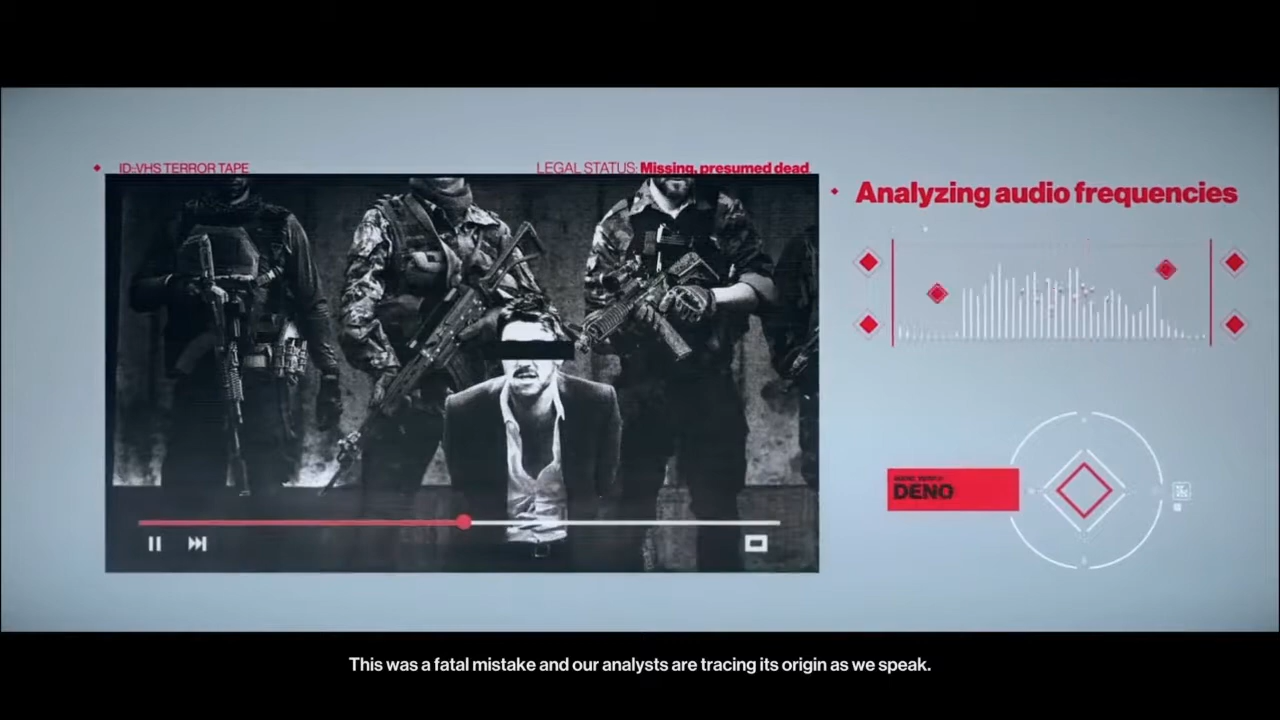 ID-VHS TERROR TAPE
LEGAL STATUS: Missing, presumed dead
Analyzing audio frequencies
DENO
This was a fatal mistake and our analysts are tracing its origin as we speak.